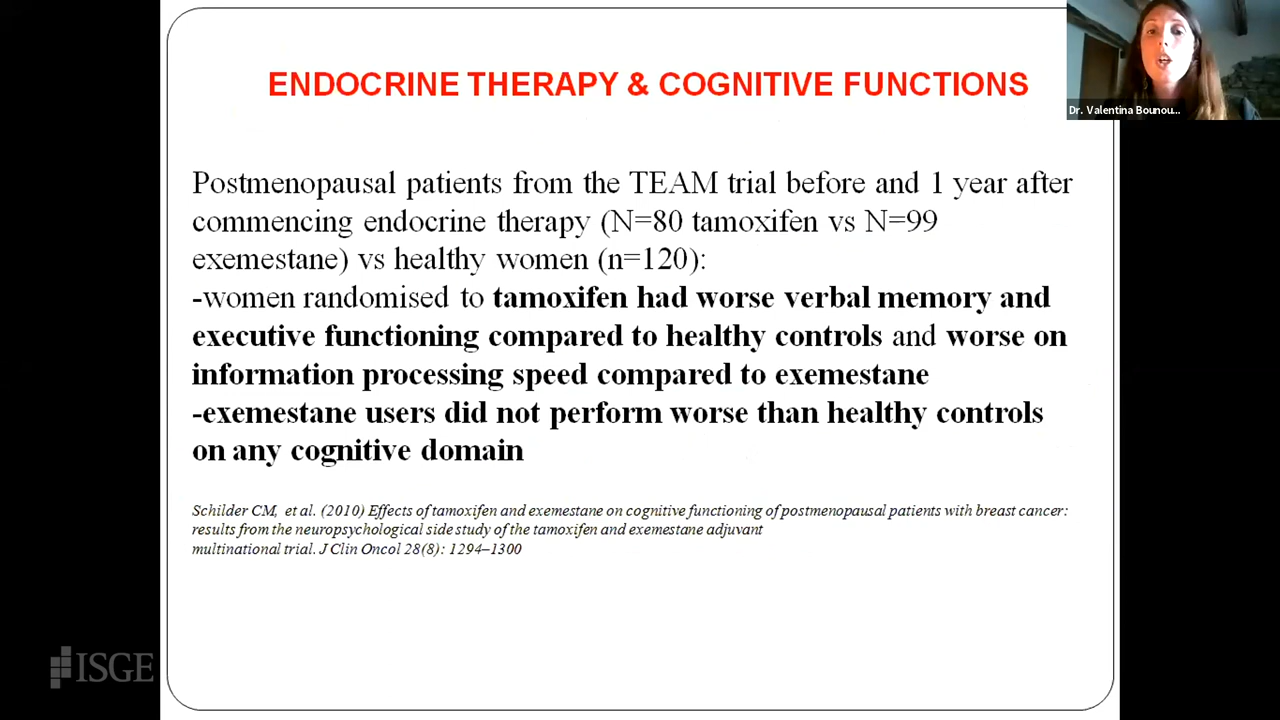 ENDOCRINE THERAPY & COGNITIVE FUNCTIONS
Dr. Valentina Bounou...
Postmenopausal patients from the TEAM trial before and 1 year after
commencing endocrine therapy (N=80 tamoxifen vs N=99
exemestane) vs healthy women (n=120):
-women randomised to tamoxifen had worse verbal memory and
executive functioning compared to healthy controls and worse on
information processing speed compared to exemestane
-exemestane users did not perform worse than healthy controls
on any cognitive domain
Schilder CM, et al. (2010) Effects of tamoxifen and exemestane on cognitive functioning of postmenopausal patients with breast cancer:
results from the neuropsychological side study of the tamoxifen and exemestane adjuvant
multinational trial. J Clin Oncol 28(8): 1294–1300
ISGE